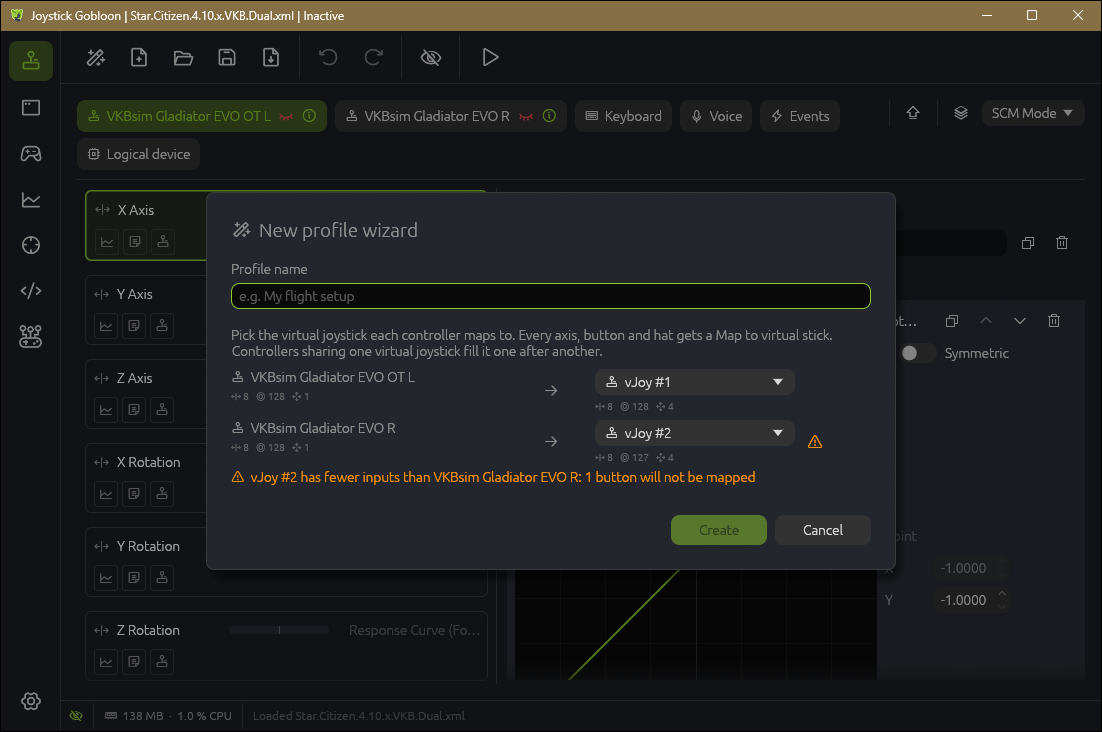 Joystick Gobloon | Star.Citizen.4.10.x.VKB.Dual.xml | Inactive
VKBsim Gladiator EVO OT L
VKBsim Gladiator EVO R
Keyboard
Voice
Events
SCM Mode
Logical device
X Axis
New profile wizard
Profile name
e.g. My flight setup
Y Axis
Pick the virtual joystick each controller maps to. Every axis, button and hat gets a Map to virtual stick.
Controllers sharing one virtual joystick fill it one after another.
Symmetric
Z Axis
VKBsim Gladiator EVO OT L
vJoy #1
8 128 1
8 128 4
VKBsim Gladiator EVO R
vJoy #2
8 128 1
8 127 4
X Rotation
vJoy #2 has fewer inputs than VKBsim Gladiator EVO R: 1 button will not be mapped
Create
Cancel
Y Rotation
X -1.0000
Y -1.0000
Z Rotation
Response Curve (Fo...
138 MB · 1.0 % CPU
Loaded Star.Citizen.4.10.x.VKB.Dual.xml